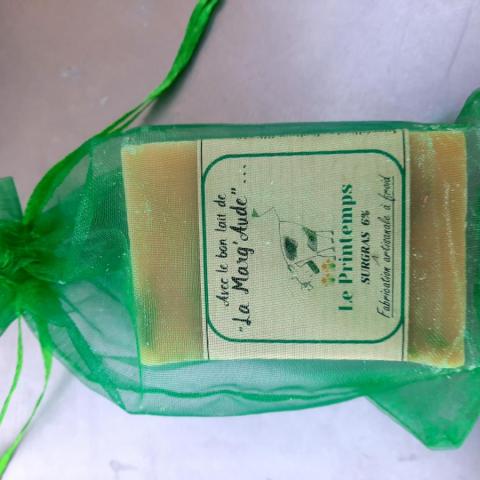 Avec le bon lait de
"La Marg'Aude" ...
Le Printemps
SURGRAS 6%
Fabrication artisanale à froid